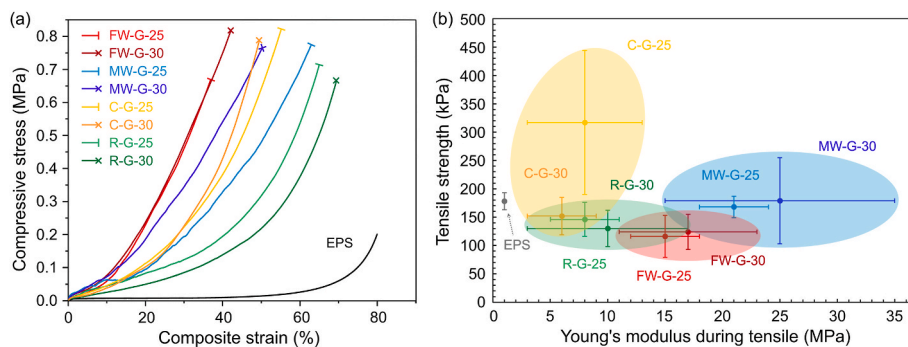 (a)
Compressive stress (MPa)
0.8
0.7
0.6
0.5
0.4
0.3
0.2
0.1
0.0
FW-G-25
FW-G-30
MW-G-25
MW-G-30
C-G-25
C-G-30
R-G-25
R-G-30
EPS
0 20 40 60 80 100
Composite strain (%)
(b)
Tensile strength (kPa)
500
450
400
350
300
250
200
150
100
50
0
C-G-25
MW-G-30
C-G-30
R-G-30
MW-G-25
EPS
R-G-25
FW-G-25
FW-G-30
0 5 10 15 20 25 30 35
Young's modulus during tensile (MPa)